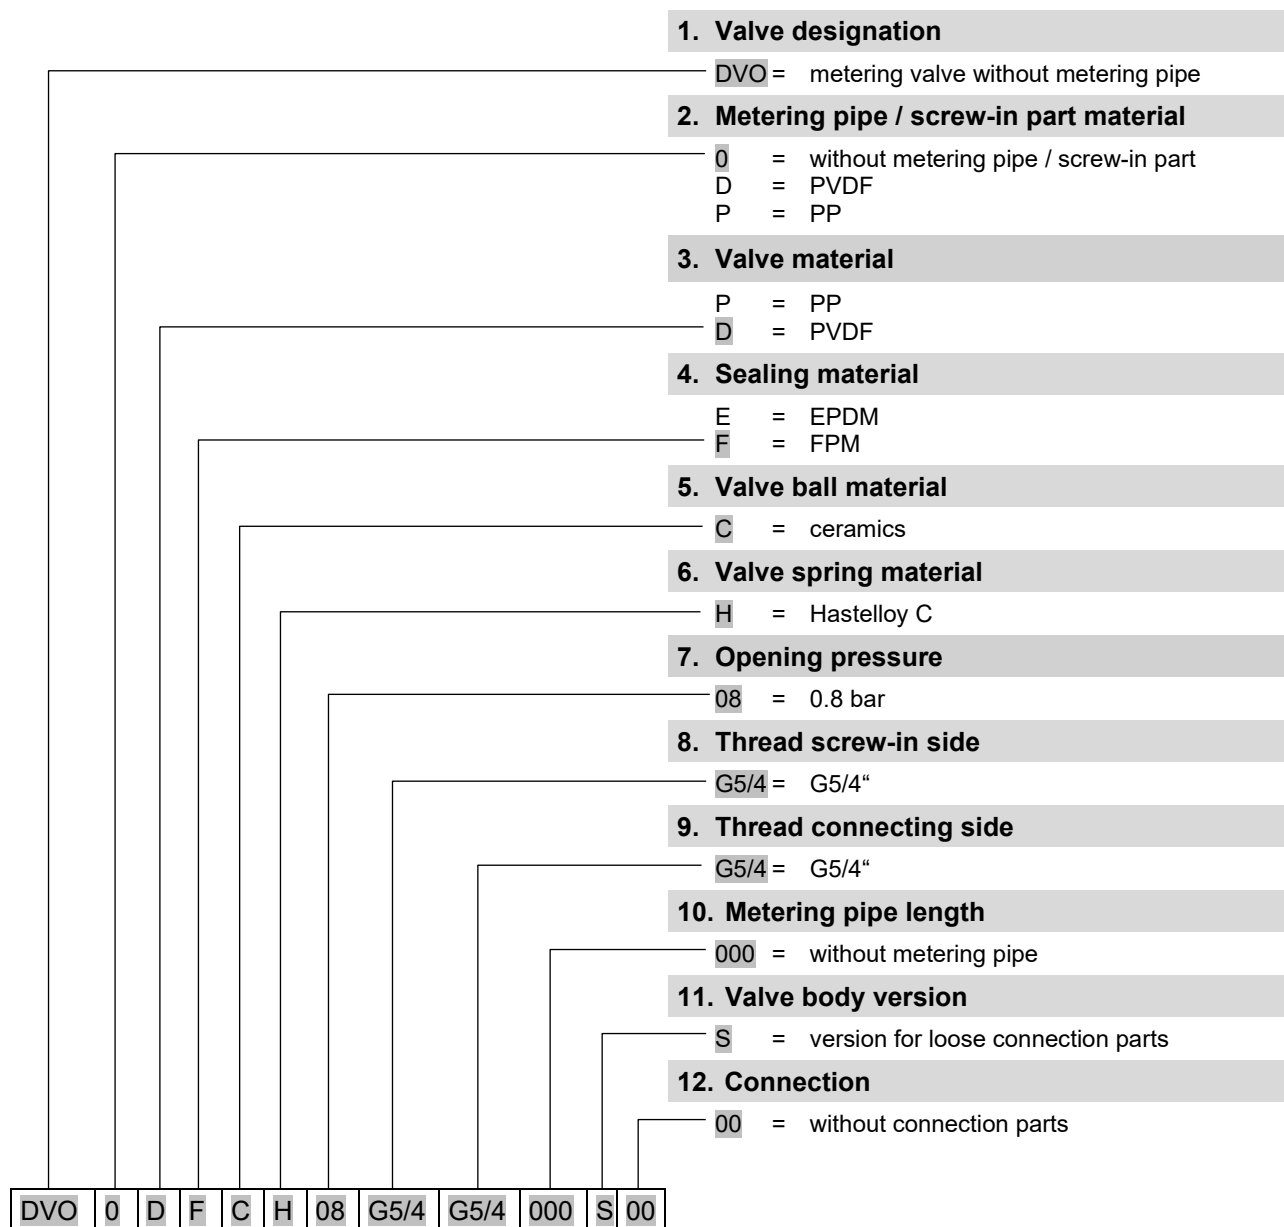 1. Valve designation
DVO = metering valve without metering pipe
2. Metering pipe / screw-in part material
0 = without metering pipe / screw-in part
D = PVDF
P = PP
3. Valve material
P = PP
D = PVDF
4. Sealing material
E = EPDM
F = FPM
5. Valve ball material
C = ceramics
6. Valve spring material
H = Hastelloy C
7. Opening pressure
08 = 0.8 bar
8. Thread screw-in side
G5/4 = G5/4“
9. Thread connecting side
G5/4 = G5/4“
10. Metering pipe length
000 = without metering pipe
11. Valve body version
S = version for loose connection parts
12. Connection
00 = without connection parts
DVO 0 D F C H 08 G5/4 G5/4 000 S 00